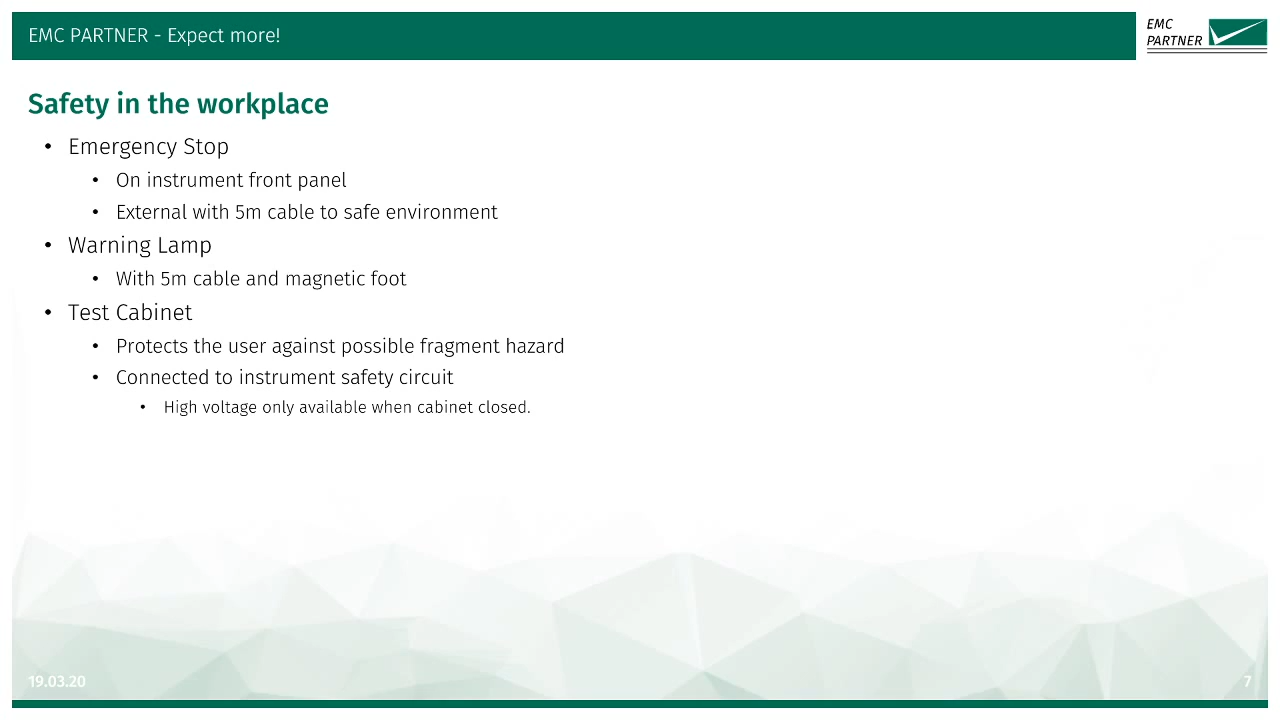 EMC PARTNER - Expect more!
EMC
PARTNER
Safety in the workplace
• Emergency Stop
• On instrument front panel
• External with 5m cable to safe environment
• Warning Lamp
• With 5m cable and magnetic foot
• Test Cabinet
• Protects the user against possible fragment hazard
• Connected to instrument safety circuit
• High voltage only available when cabinet closed.
19.03.20
7